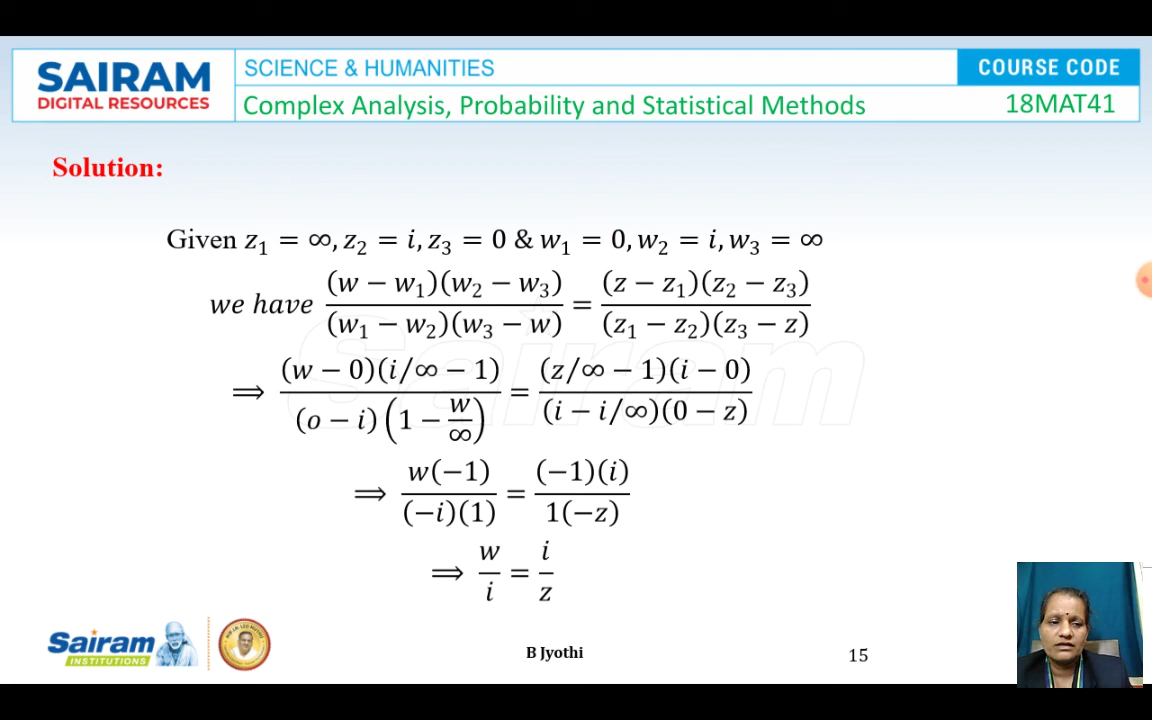 SAIRAM
DIGITAL RESOURCES
SCIENCE & HUMANITIES
COURSE CODE
Complex Analysis, Probability and Statistical Methods
18MAT41
Solution:
Given z₁ = ∞, z₂ = i, z₃ = 0 & w₁ = 0, w₂ = i, w₃ = ∞
we have (w − w₁)(w₂ − w₃) / (w₁ − w₂)(w₃ − w) = (z − z₁)(z₂ − z₃) / (z₁ − z₂)(z₃ − z)
⟹ (w − 0)(i/∞ − 1) / (o − i)(1 − w/∞) = (z/∞ − 1)(i − 0) / (i − i/∞)(0 − z)
⟹ w(−1) / (−i)(1) = (−1)(i) / 1(−z)
⟹ w/i = i/z
Sairam
Sairam
INSTITUTIONS
B Jyothi
15